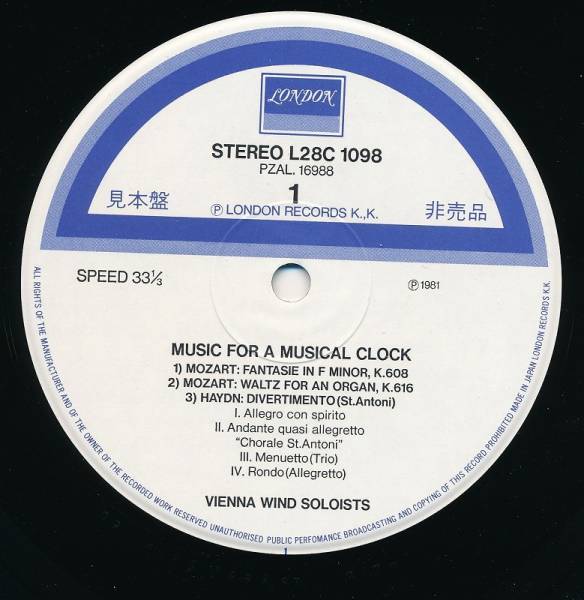 LONDON
STEREO L28C 1098
PZAL. 16988
見本盤 1 非売品
Ⓟ LONDON RECORDS K.,K.
SPEED 33⅓ Ⓟ 1981
MUSIC FOR A MUSICAL CLOCK
1) MOZART: FANTASIE IN F MINOR, K.608
2) MOZART: WALTZ FOR AN ORGAN, K.616
3) HAYDN: DIVERTIMENTO (St.Antoni)
I. Allegro con spirito
II. Andante quasi allegretto
"Chorale St.Antoni"
III. Menuetto (Trio)
IV. Rondo (Allegretto)
VIENNA WIND SOLOISTS
ALL RIGHTS OF THE MANUFACTURER AND OF THE OWNER OF THE RECORDED WORK RESERVED UNAUTHORISED PUBLIC PERFOMANCE BROADCASTING AND COPYING OF THIS RECORD PROHIBITED MADE IN JAPAN LONDON RECORDS K.K.
1